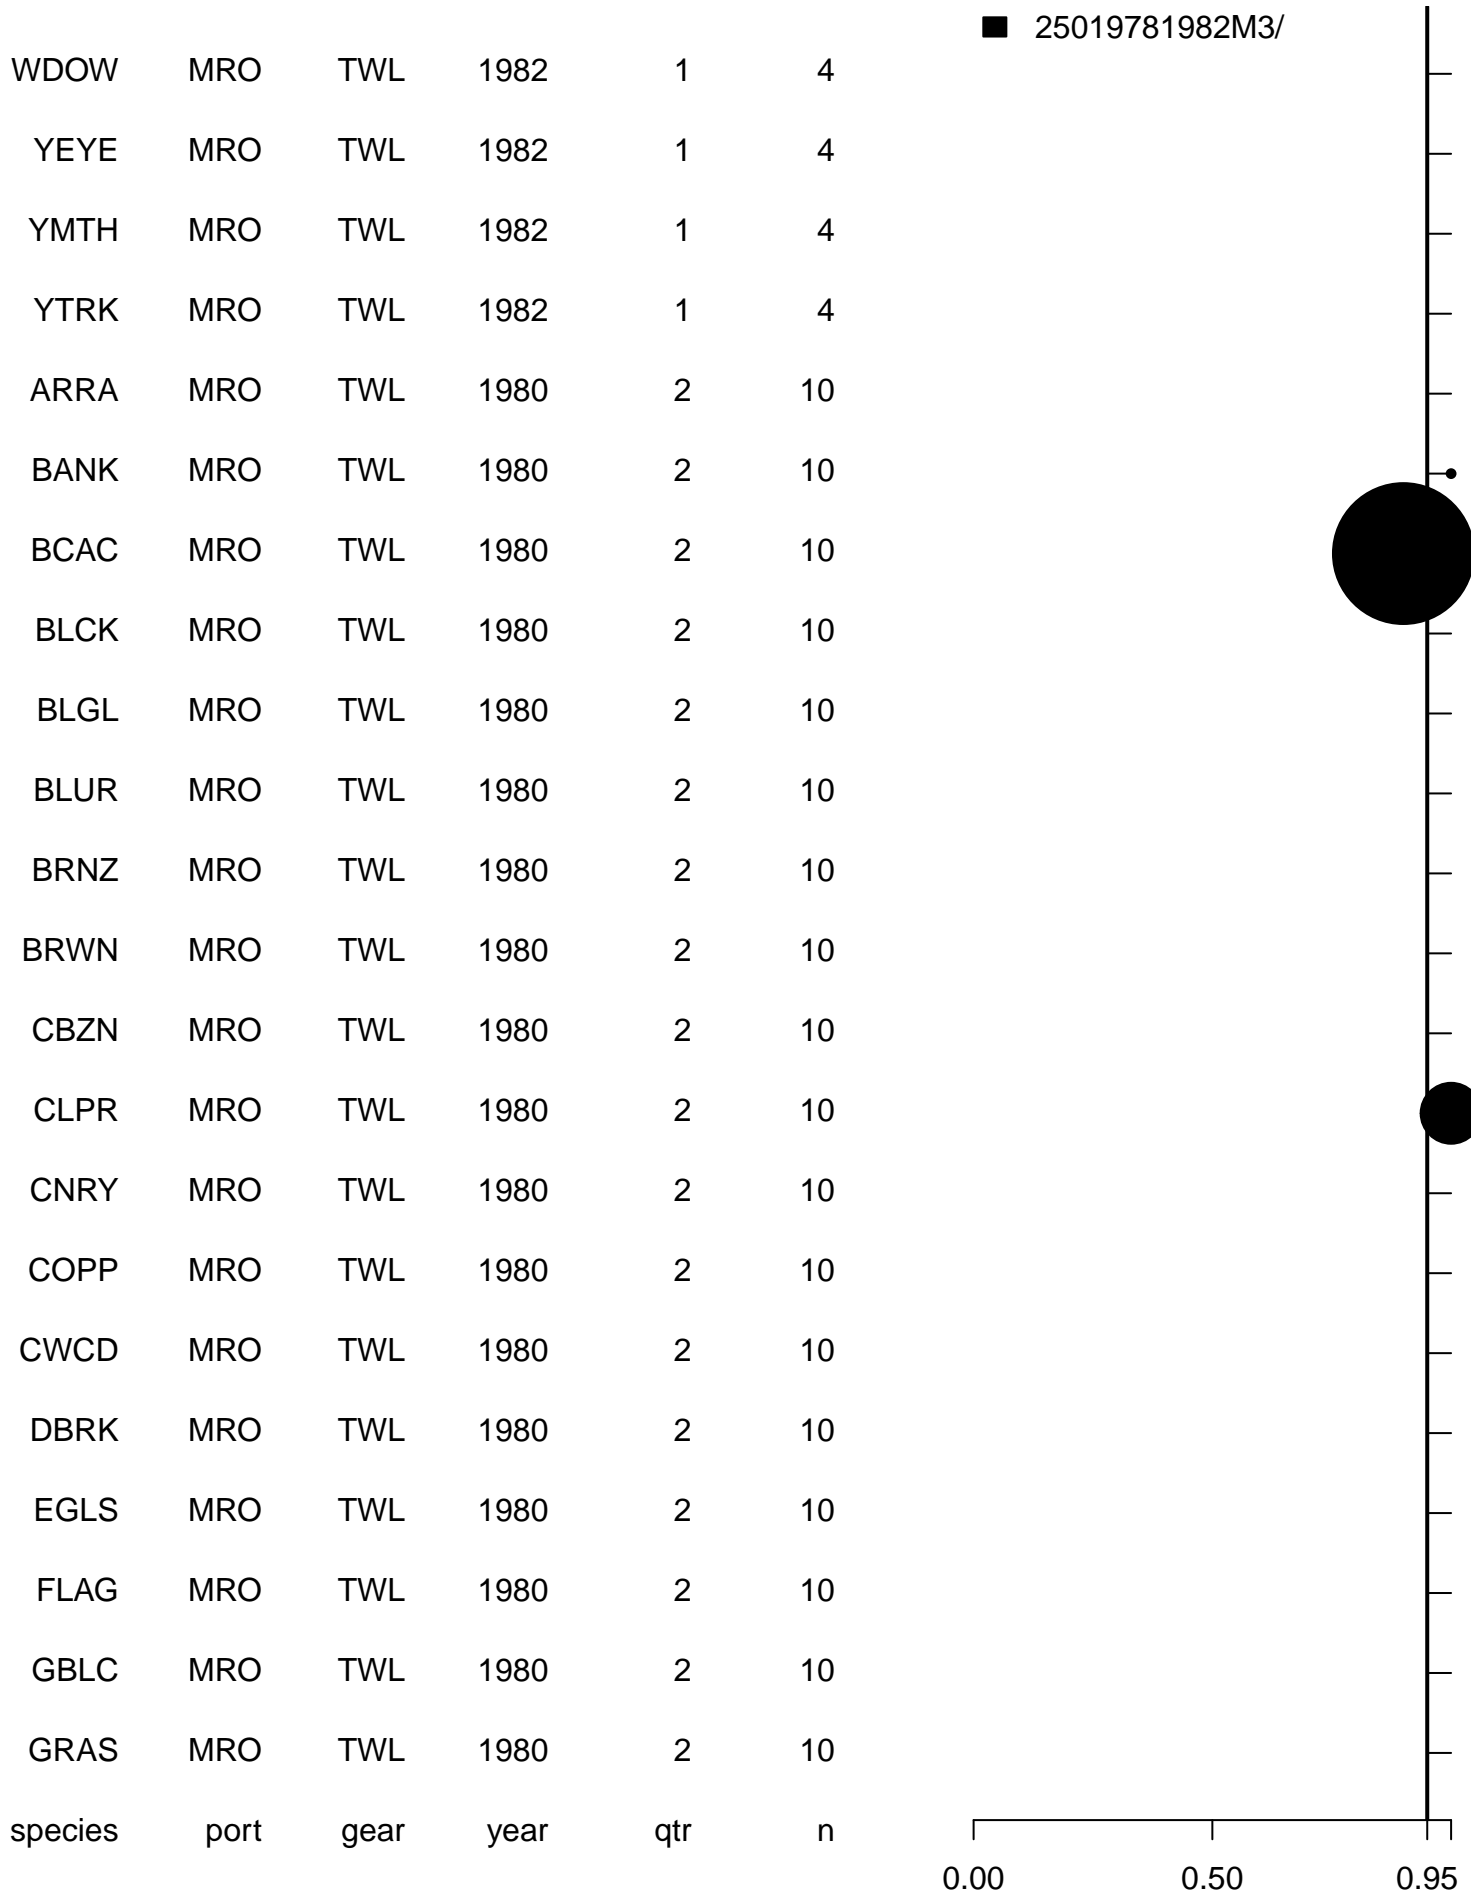 25019781982M3/
WDOW MRO TWL 1982 1 4
YEYE MRO TWL 1982 1 4
YMTH MRO TWL 1982 1 4
YTRK MRO TWL 1982 1 4
ARRA MRO TWL 1980 2 10
BANK MRO TWL 1980 2 10
BCAC MRO TWL 1980 2 10
BLCK MRO TWL 1980 2 10
BLGL MRO TWL 1980 2 10
BLUR MRO TWL 1980 2 10
BRNZ MRO TWL 1980 2 10
BRWN MRO TWL 1980 2 10
CBZN MRO TWL 1980 2 10
CLPR MRO TWL 1980 2 10
CNRY MRO TWL 1980 2 10
COPP MRO TWL 1980 2 10
CWCD MRO TWL 1980 2 10
DBRK MRO TWL 1980 2 10
EGLS MRO TWL 1980 2 10
FLAG MRO TWL 1980 2 10
GBLC MRO TWL 1980 2 10
GRAS MRO TWL 1980 2 10
species port gear year qtr n
0.00 0.50 0.95